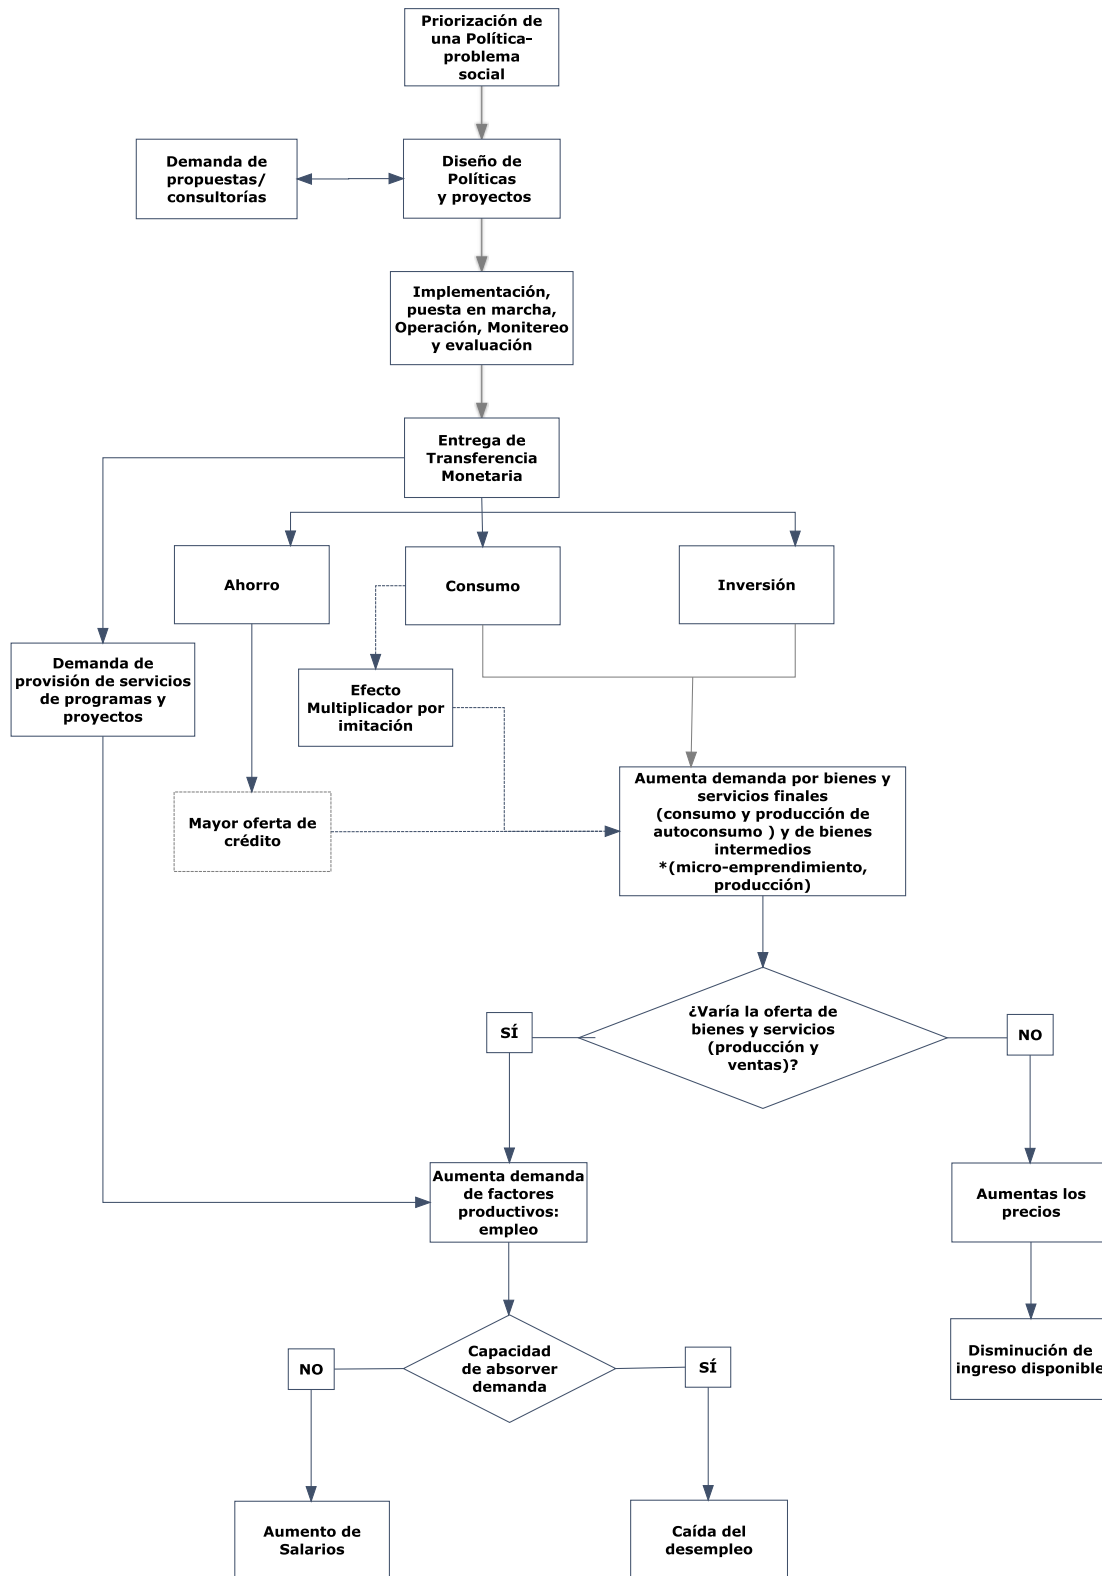 Priorización de
una Política-
problema
social
Demanda de
propuestas/
consultorías
Diseño de
Políticas
y proyectos
Implementación,
puesta en marcha,
Operación, Monitereo
y evaluación
Entrega de
Transferencia
Monetaria
Ahorro
Consumo
Inversión
Demanda de
provisión de servicios
de programas y
proyectos
Efecto
Multiplicador por
imitación
Mayor oferta de
crédito
Aumenta demanda por bienes y
servicios finales
(consumo y producción de
autoconsumo ) y de bienes
intermedios
*(micro-emprendimiento,
producción)
¿Varía la oferta de
bienes y servicios
(producción y
ventas)?
SÍ
NO
Aumenta demanda
de factores
productivos:
empleo
Aumentas los
precios
Capacidad
de absorver
demanda
NO
SÍ
Disminución de
ingreso disponible
Aumento de
Salarios
Caída del
desempleo